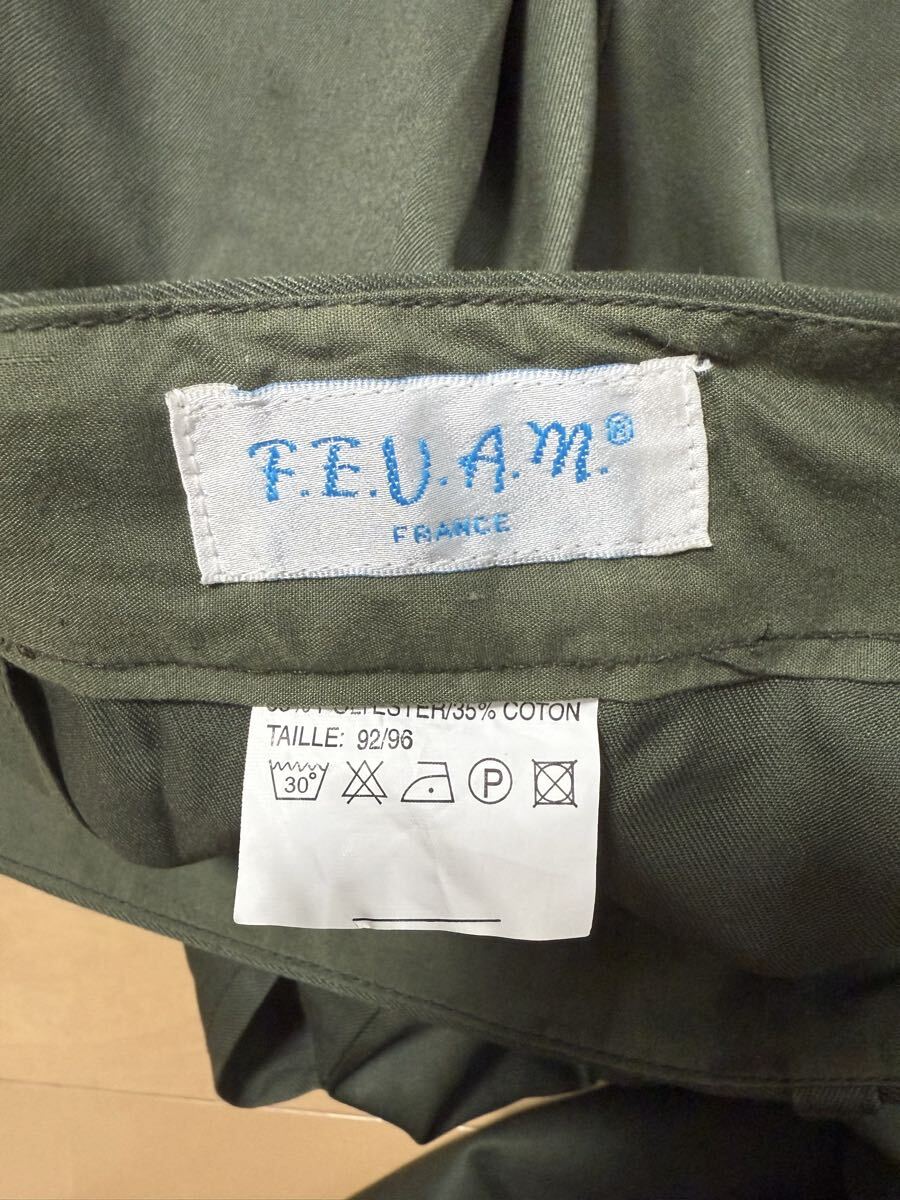 F.E.U.A.M.®
FRANCE
POLYESTER/35% COTON
TAILLE: 92/96
30°
P